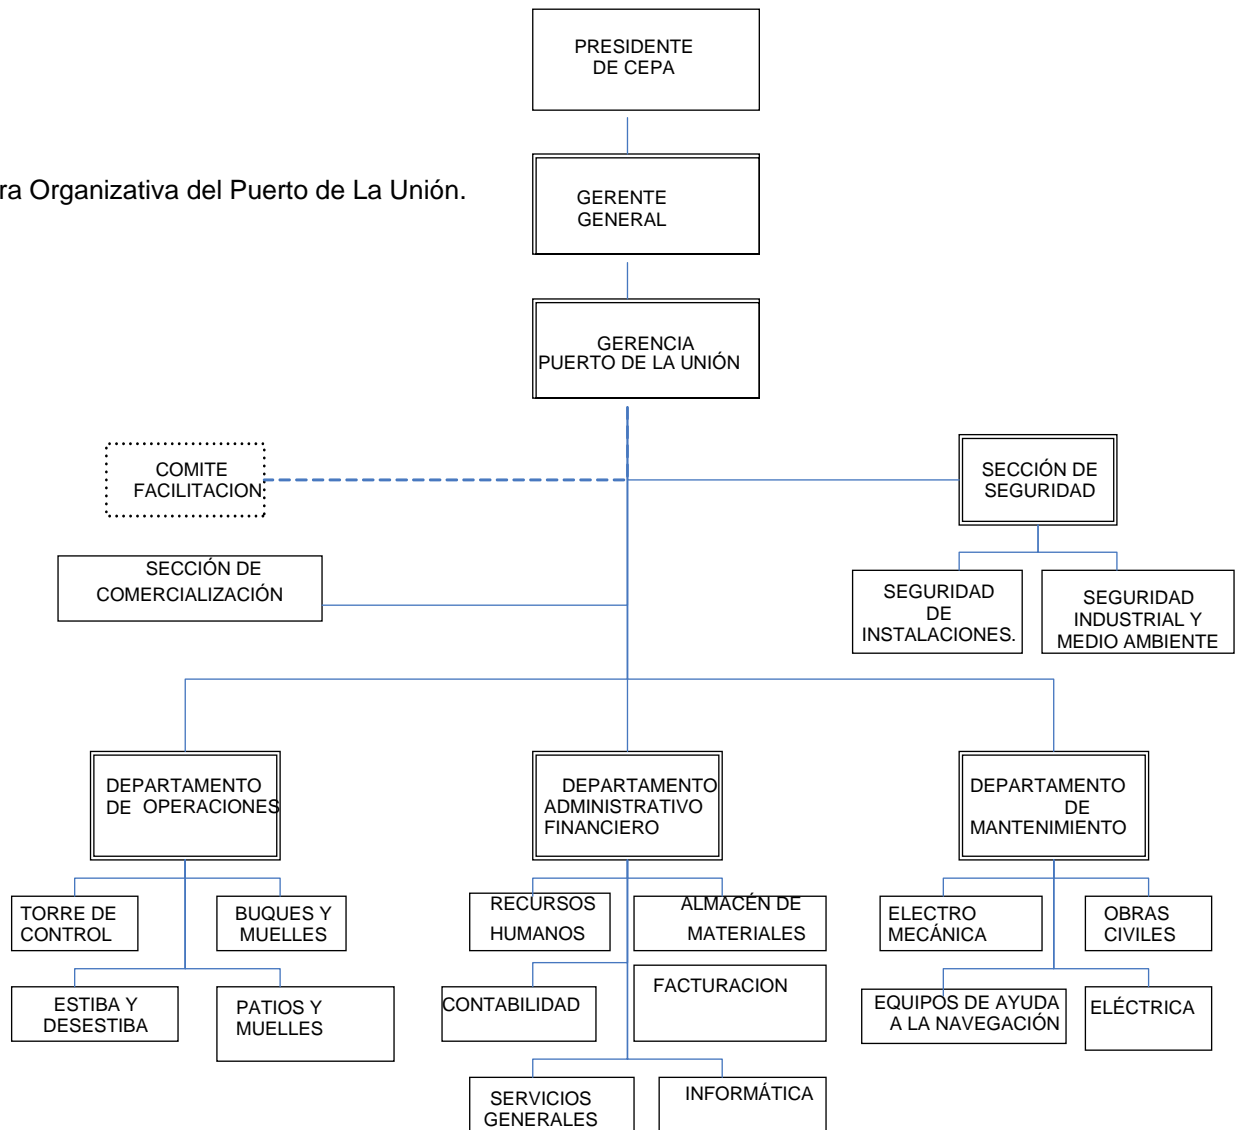 PRESIDENTE
DE CEPA
ra Organizativa del Puerto de La Unión.
GERENTE
GENERAL
GERENCIA
PUERTO DE LA UNIÓN
COMITE
FACILITACION
SECCIÓN DE
SEGURIDAD
SECCIÓN DE
COMERCIALIZACIÓN
SEGURIDAD
DE
INSTALACIONES.
SEGURIDAD
INDUSTRIAL Y
MEDIO AMBIENTE
DEPARTAMENTO
DE OPERACIONES
DEPARTAMENTO
ADMINISTRATIVO
FINANCIERO
DEPARTAMENTO
DE
MANTENIMIENTO
TORRE DE
CONTROL
BUQUES Y
MUELLES
RECURSOS
HUMANOS
ALMACÉN DE
MATERIALES
ELECTRO
MECÁNICA
OBRAS
CIVILES
ESTIBA Y
DESESTIBA
PATIOS Y
MUELLES
CONTABILIDAD
FACTURACION
EQUIPOS DE AYUDA
A LA NAVEGACIÓN
ELÉCTRICA
SERVICIOS
GENERALES
INFORMÁTICA